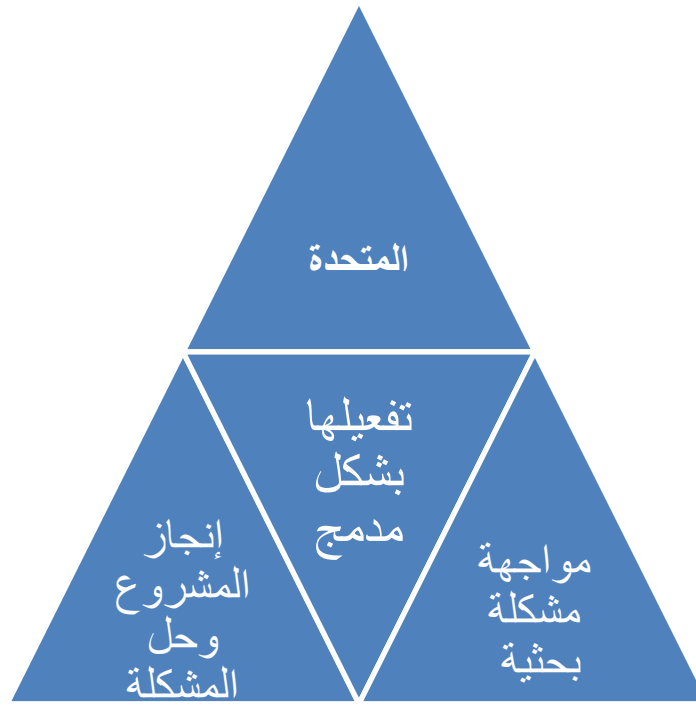 المتحدة
تفعيلها
بشكل
مدمج
مواجهة
مشكلة
بحثية
إنجاز
المشروع
وحل
المشكلة